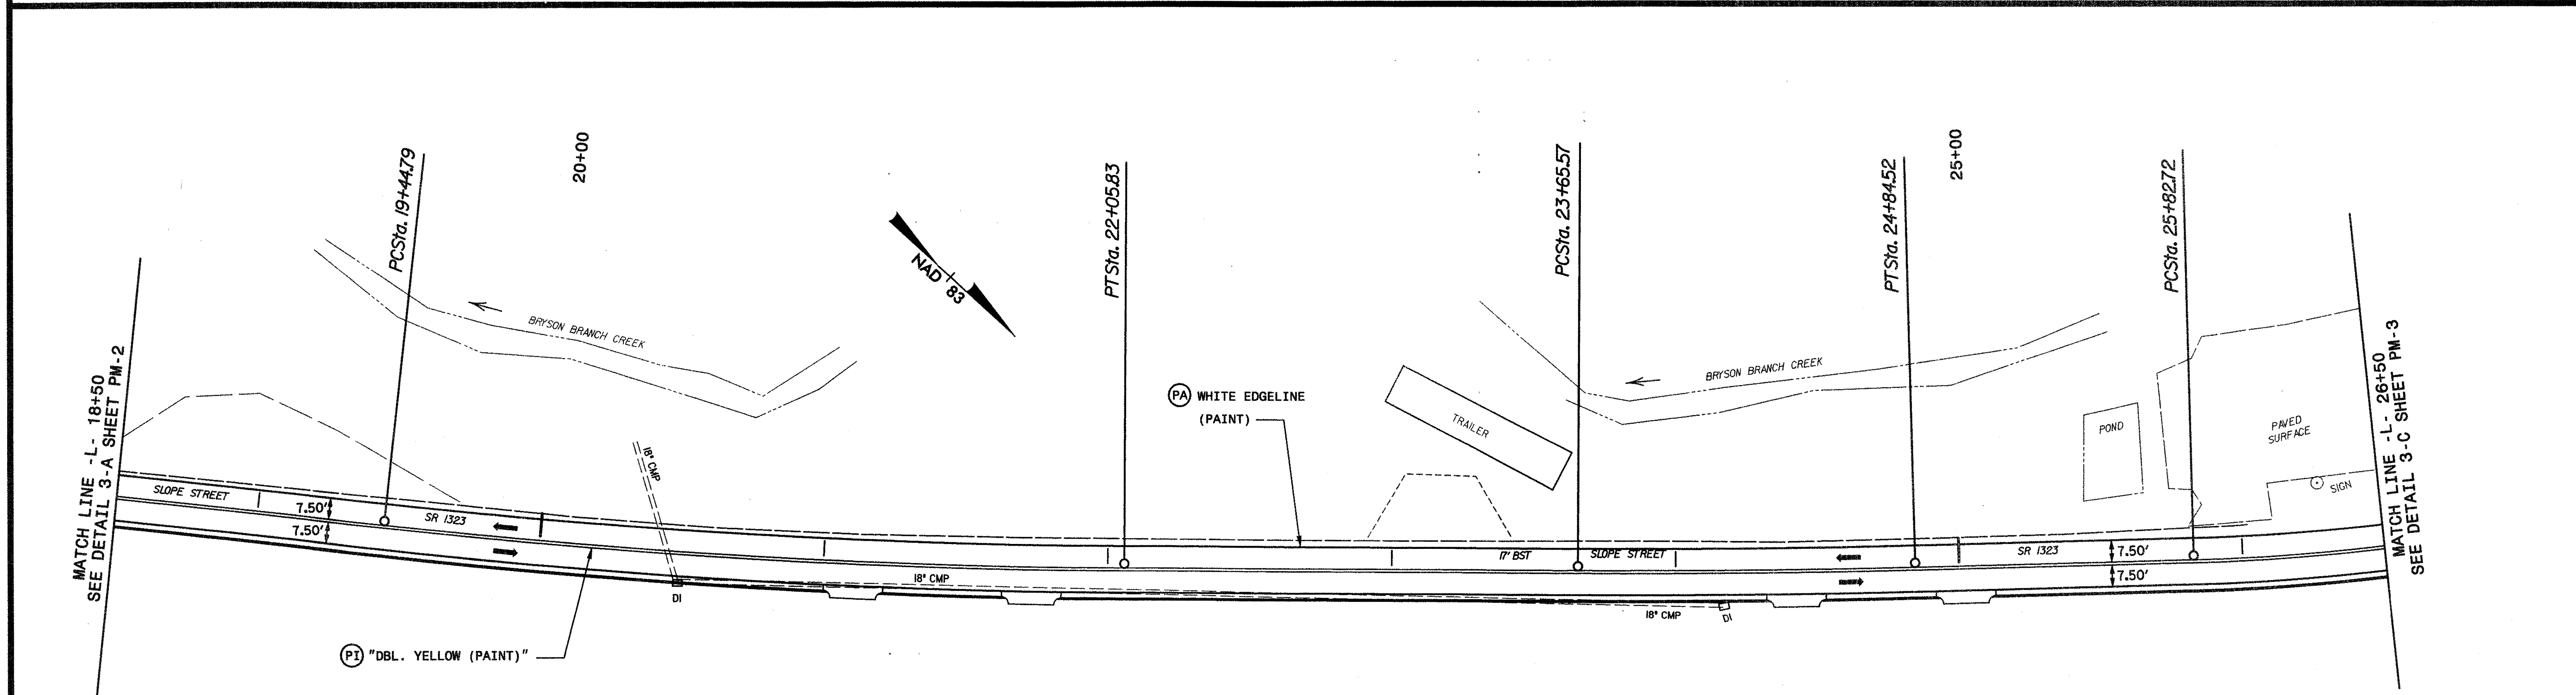 MATCH LINE -L- 18+50
SEE DETAIL 3-A SHEET PM-2
PCSta. 19+44.79
20+00
PTSta. 22+05.83
PCSta. 23+65.57
PTSta. 24+84.52
25+00
PCSta. 25+82.72
MATCH LINE -L- 26+50
SEE DETAIL 3-C SHEET PM-3
NAD 83
BRYSON BRANCH CREEK
BRYSON BRANCH CREEK
PA WHITE EDGELINE
(PAINT)
TRAILER
POND
PAVED
SURFACE
SIGN
18" CMP
SLOPE STREET
7.50'
7.50'
SR 1323
17' BST
SLOPE STREET
SR 1323
7.50'
7.50'
18" CMP
DI
18" CMP
DI
PI "DBL. YELLOW (PAINT)"